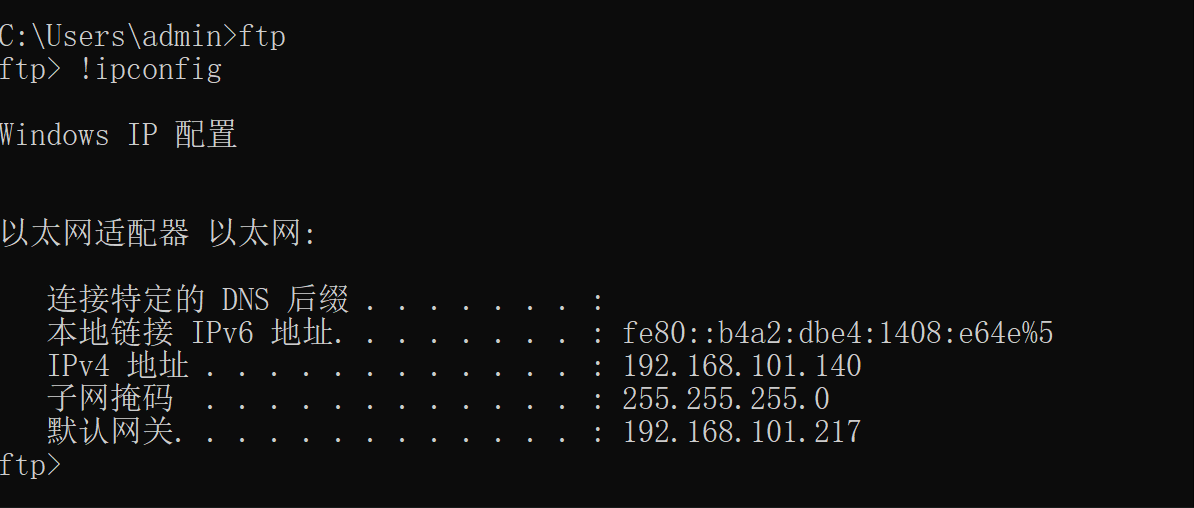 C:\Users\admin>ftp
ftp> !ipconfig
Windows IP 配置
以太网适配器 以太网:
连接特定的 DNS 后缀 . . . . . . . :
本地链接 IPv6 地址. . . . . . . . : fe80::b4a2:dbe4:1408:e64e%5
IPv4 地址 . . . . . . . . . . . . : 192.168.101.140
子网掩码  . . . . . . . . . . . . : 255.255.255.0
默认网关. . . . . . . . . . . . . : 192.168.101.217
ftp>